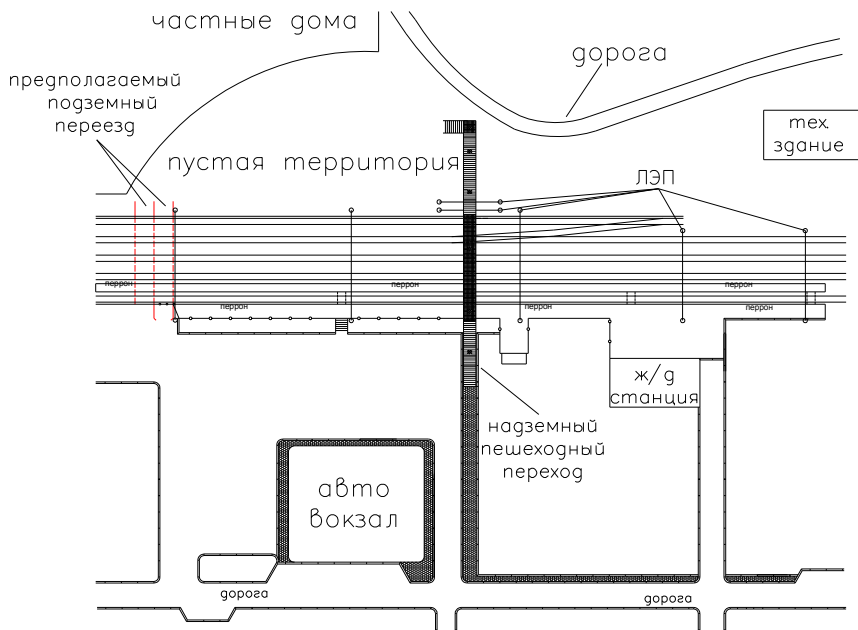 частные дома
дорога
предполагаемый
подземный
переезд
тех.
здание
пустая территория
ЛЭП
перрон
перрон
перрон
перрон
перрон
перрон
ж/д
станция
надземный
пешеходный
переход
авто
вокзал
дорога
дорога